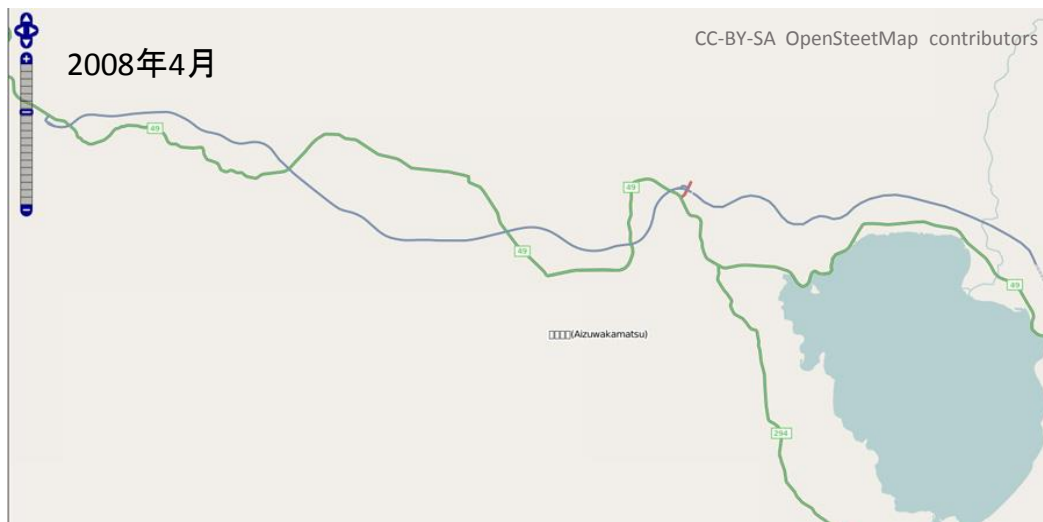 CC-BY-SA OpenSteetMap contributors
2008年4月
49
49
49
49
□□□□(Aizuwakamatsu)
294